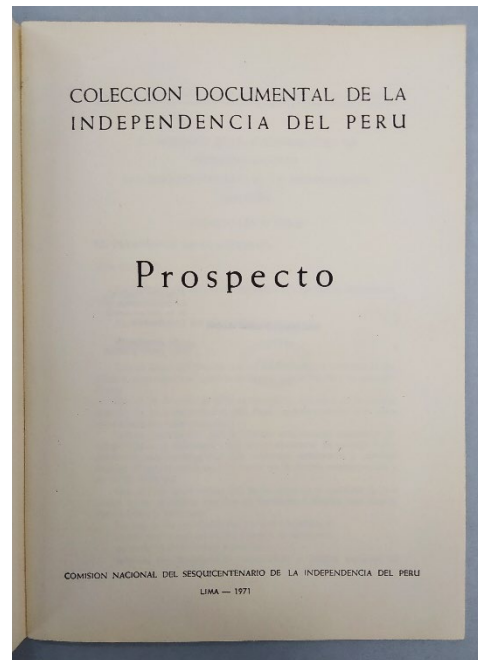 COLECCION DOCUMENTAL DE LA
INDEPENDENCIA DEL PERU
Prospecto
COMISION NACIONAL DEL SESQUICENTENARIO DE LA INDEPENDENCIA DEL PERU
LIMA — 1971